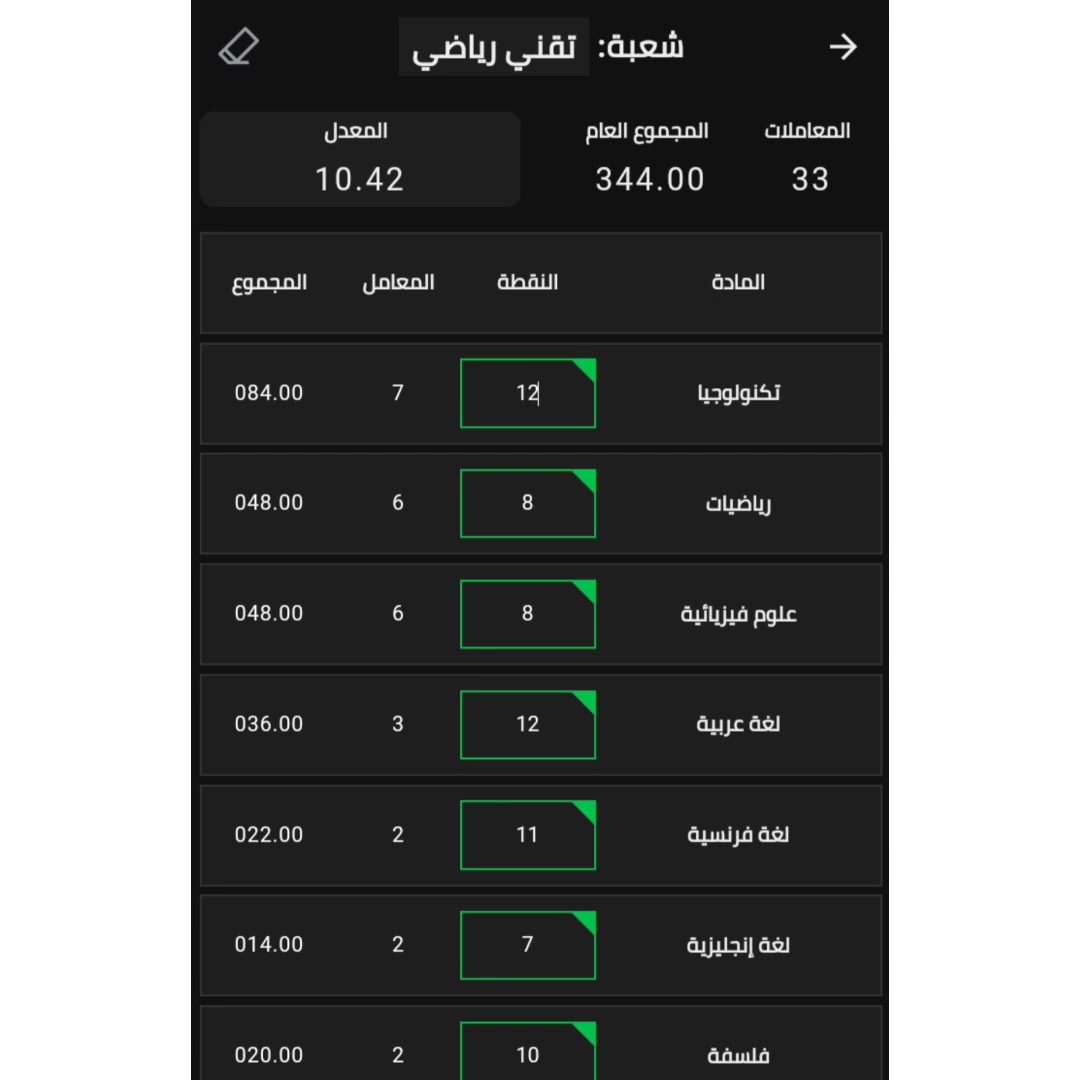 شعبة: تقني رياضي
المعاملات المجموع العام المعدل
33 344.00 10.42
المادة النقطة المعامل المجموع
تكنولوجيا 12 7 084.00
رياضيات 8 6 048.00
علوم فيزيائية 8 6 048.00
لغة عربية 12 3 036.00
لغة فرنسية 11 2 022.00
لغة إنجليزية 7 2 014.00
فلسفة 10 2 020.00